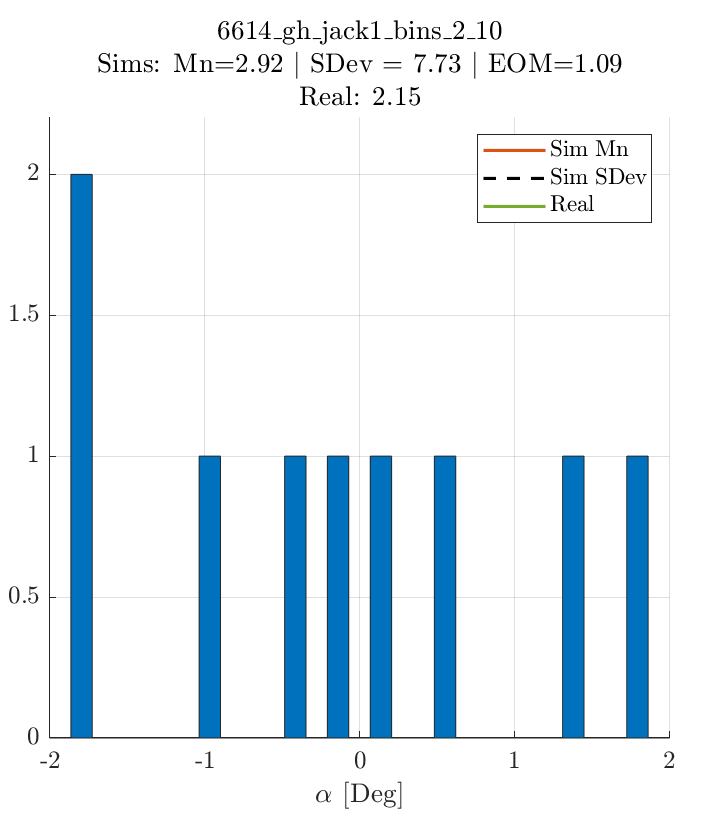 6614_gh_jack1_bins_2_10
Sims: Mn=2.92 | SDev = 7.73 | EOM=1.09
Real: 2.15
Sim Mn
Sim SDev
Real
2
1.5
1
0.5
0
-2 -1 0 1 2
α [Deg]